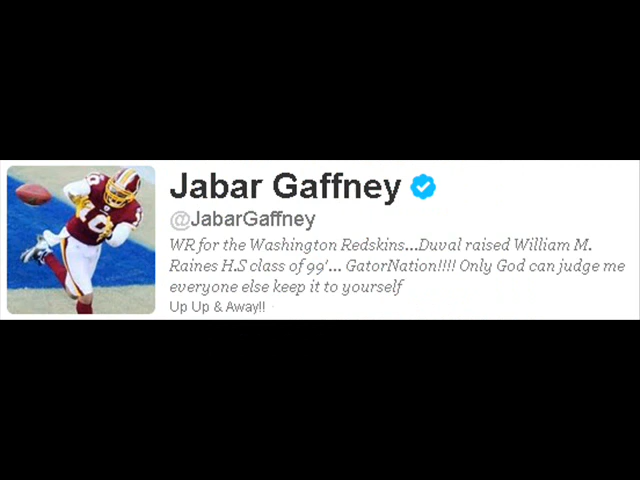 Jabar Gaffney
@JabarGaffney
WR for the Washington Redskins...Duval raised William M.
Raines H.S class of 99'... GatorNation!!!! Only God can judge me
everyone else keep it to yourself
Up Up & Away!! ·
10